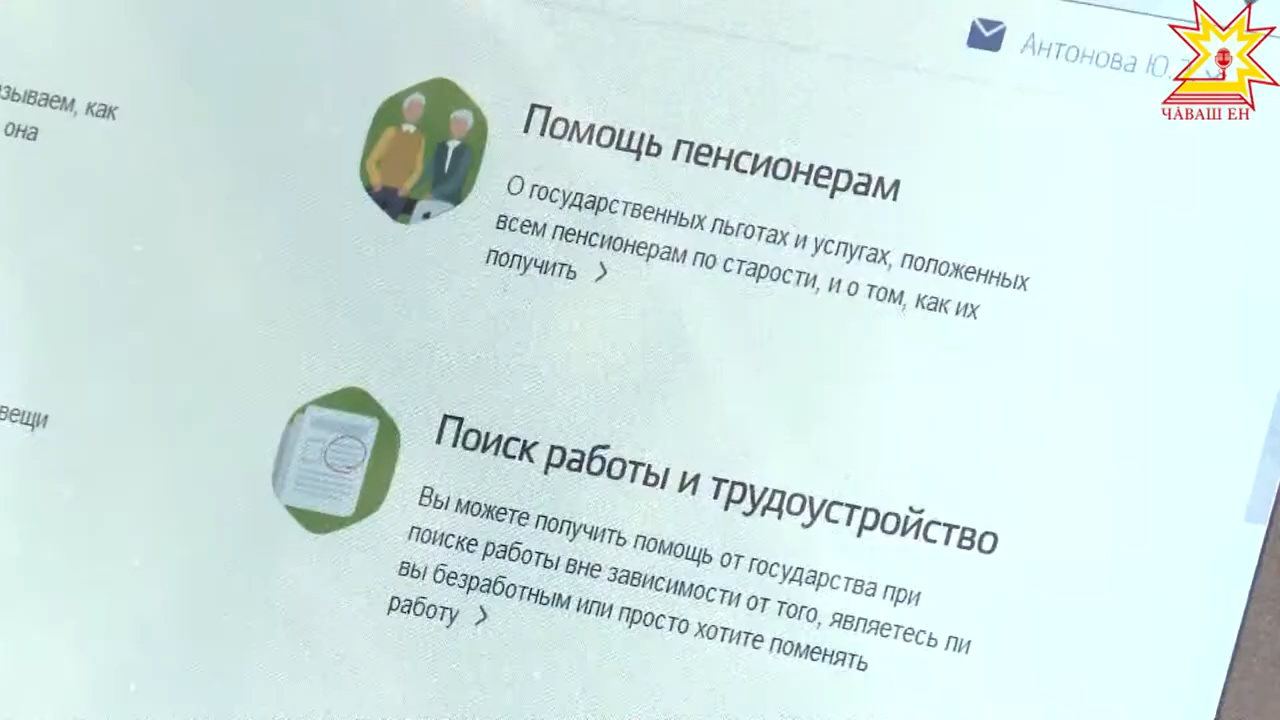 Антонова Ю.
ЧӐВАШ ЕН
зываем, как
она
Помощь пенсионерам
О государственных льготах и услугах, положенных
всем пенсионерам по старости, и о том, как их
получить >
вещи
Поиск работы и трудоустройство
Вы можете получить помощь от государства при
поиске работы вне зависимости от того, являетесь ли
вы безработным или просто хотите поменять
работу >